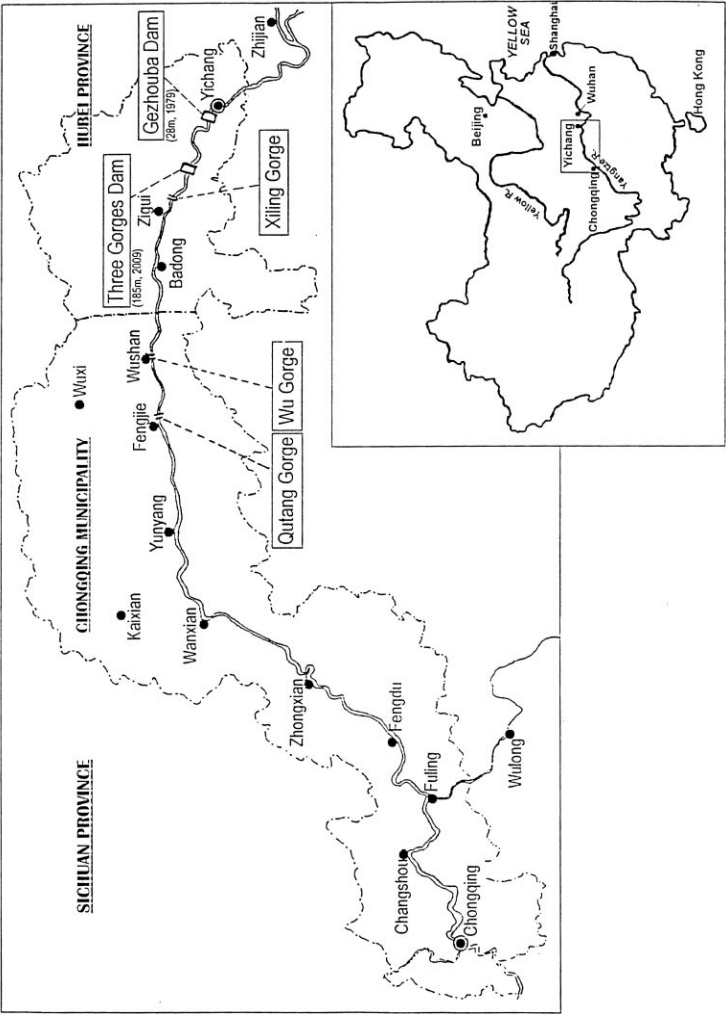 SICHUAN PROVINCE
CHONGQING MUNICIPALITY
HUBEI PROVINCE
Wuxi
Kaixian
Three Gorges Dam
(185m, 2009)
Gezhouba Dam
(28m, 1979)
Wanxian
Yunyang
Fengjie
Wushan
Badong
Zigui
Yichang
Zhijian
Zhongxian
Qutang Gorge
Wu Gorge
Xiling Gorge
Fengdu
Changshou
Fuling
Chongqing
Wulong
YELLOW
SEA
Beijing
Yellow R.
Shanghai
Yichang
Wuhan
Chongqing
Yangtze R.
Hong Kong